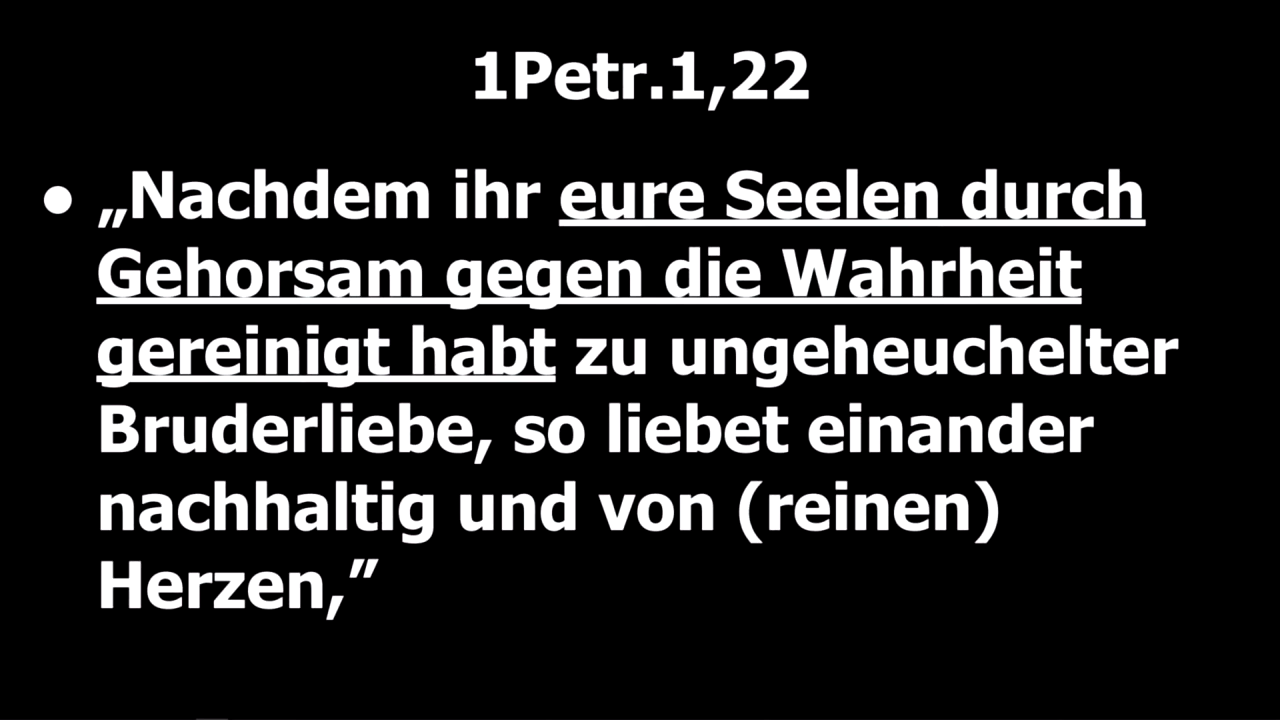 1Petr.1,22
● „Nachdem ihr eure Seelen durch
Gehorsam gegen die Wahrheit
gereinigt habt zu ungeheuchelter
Bruderliebe, so liebet einander
nachhaltig und von (reinen)
Herzen,”